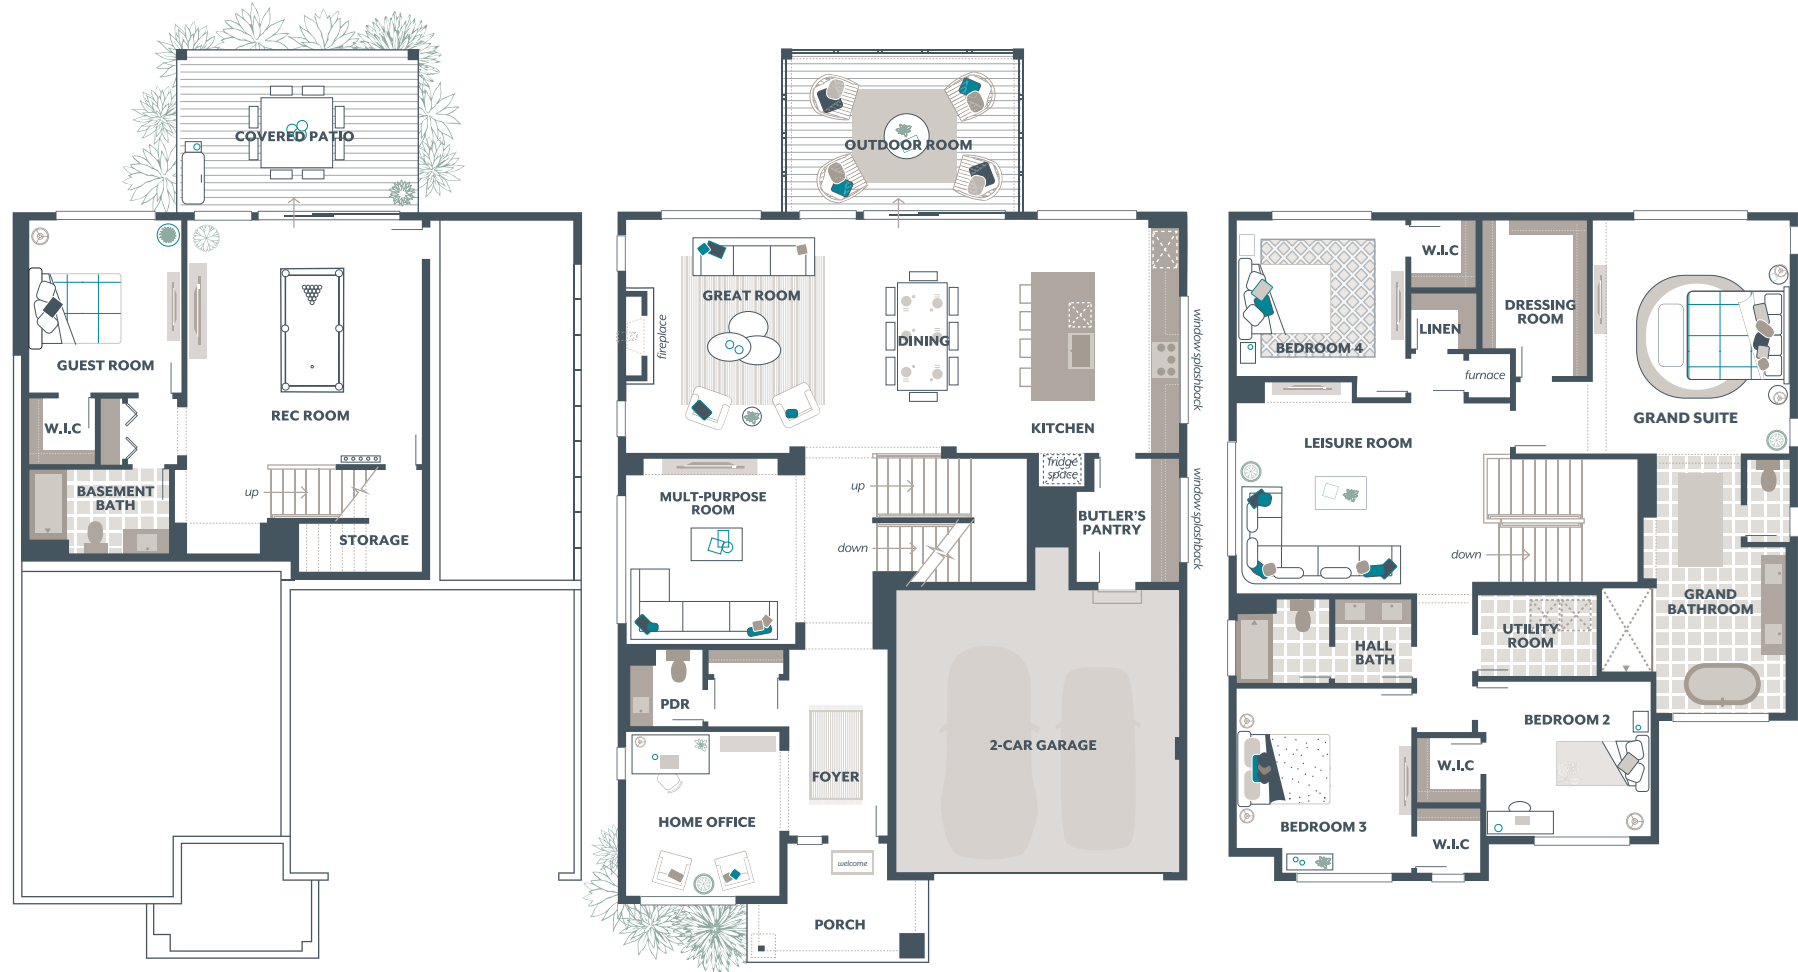 COVERED PATIO
GUEST ROOM
REC ROOM
W.I.C
BASEMENT
BATH
up
STORAGE
OUTDOOR ROOM
GREAT ROOM
fireplace
DINING
KITCHEN
window splashback
fridge
space
MULT-PURPOSE
ROOM
up
down
BUTLER'S
PANTRY
window splashback
PDR
2-CAR GARAGE
FOYER
HOME OFFICE
welcome
PORCH
W.I.C
DRESSING
ROOM
LINEN
BEDROOM 4
furnace
GRAND SUITE
LEISURE ROOM
down
GRAND
BATHROOM
UTILITY
ROOM
HALL
BATH
BEDROOM 2
W.I.C
BEDROOM 3
W.I.C